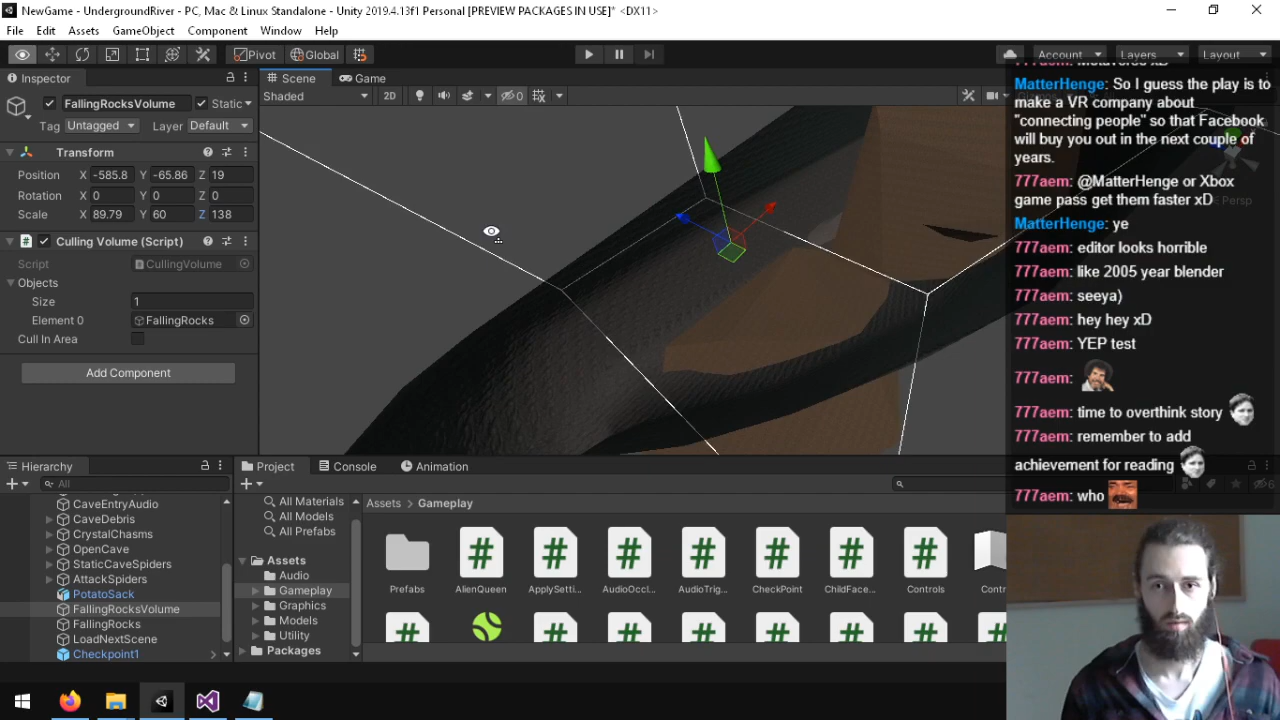 NewGame - UndergroundRiver - PC, Mac & Linux Standalone - Unity 2019.4.13f1 Personal [PREVIEW PACKAGES IN USE]* <DX11>
File Edit Assets GameObject Component Window Help
Pivot Global Account Layers Layout
Inspector
Scene Game
Shaded 2D 0
FallingRocksVolume Static
Tag Untagged Layer Default
Transform
Position X -585.8 Y -65.86 Z 19
Rotation X 0 Y 0 Z 0
Scale X 89.79 Y 60 Z 138
# Culling Volume (Script)
Script CullingVolume
Objects
Size 1
Element 0 FallingRocks
Cull In Area
Add Component
MatterHenge: So I guess the play is to
make a VR company about
"connecting people" so that Facebook
will buy you out in the next couple of
years.
777aem: @MatterHenge or Xbox
game pass get them faster xD
MatterHenge: ye
777aem: editor looks horrible
777aem: like 2005 year blender
777aem: seeya)
777aem: hey hey xD
777aem: YEP test
777aem:
777aem: time to overthink story
777aem: remember to add
achievement for reading
777aem: who
Persp
Hierarchy
All
CaveEntryAudio
CaveDebris
CrystalChasms
OpenCave
StaticCaveSpiders
AttackSpiders
PotatoSack
FallingRocksVolume
FallingRocks
LoadNextScene
Checkpoint1
Project Console Animation
6
All Materials
All Models
All Prefabs
Assets
Audio
Gameplay
Graphics
Models
Utility
Packages
Assets > Gameplay
Prefabs AlienQueen ApplySetti... AudioOccl... AudioTrig... CheckPoint ChildFace... Controls Contr